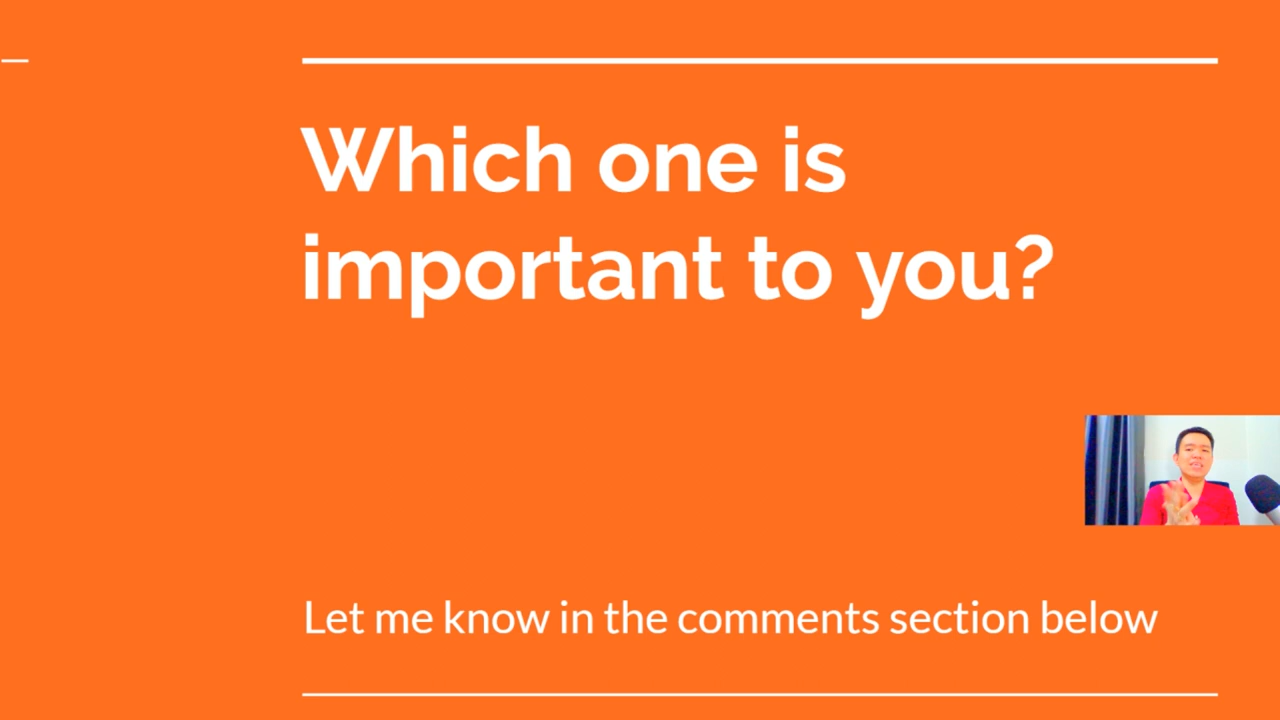 Which one is
important to you?
Let me know in the comments section below